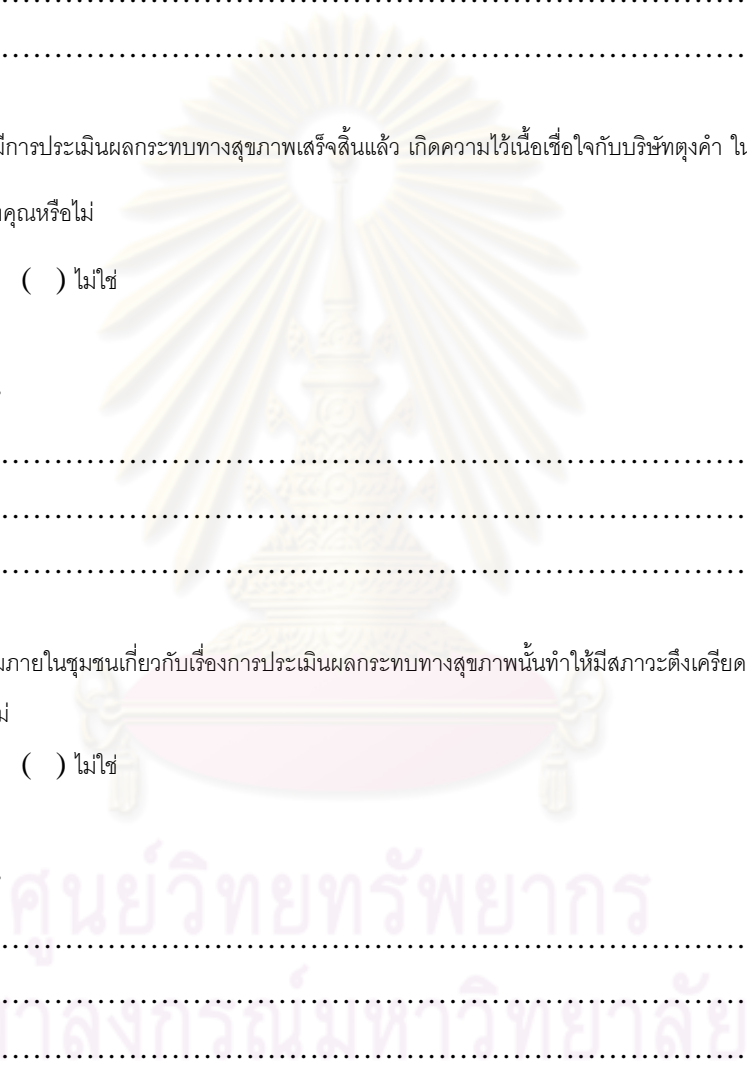 ................................................................
................................................................
มีการประเมินผลกระทบทางสุขภาพเสร็จสิ้นแล้ว เกิดความไว้เนื้อเชื่อใจกับบริษัทตุงคำ
คุณหรือไม่
( ) ไม่ใช่
................................................................
................................................................
................................................................
ภายในชุมชนเกี่ยวกับเรื่องการประเมินผลกระทบทางสุขภาพนั้นทำให้มีสภาวะตึงเครียด
( ) ไม่ใช่
ศูนย์วิทยทรัพยากร
................................................................
................................................................
าลงกรณ์มหาวิทยาลัย
................................................................